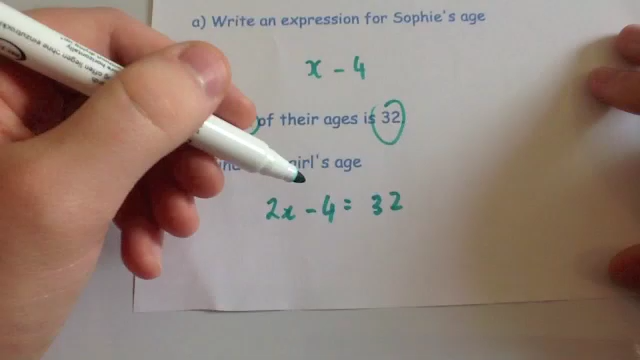 a) Write an expression for Sophie's age
x - 4
of their ages is 32
girl's age
2x - 4 = 32